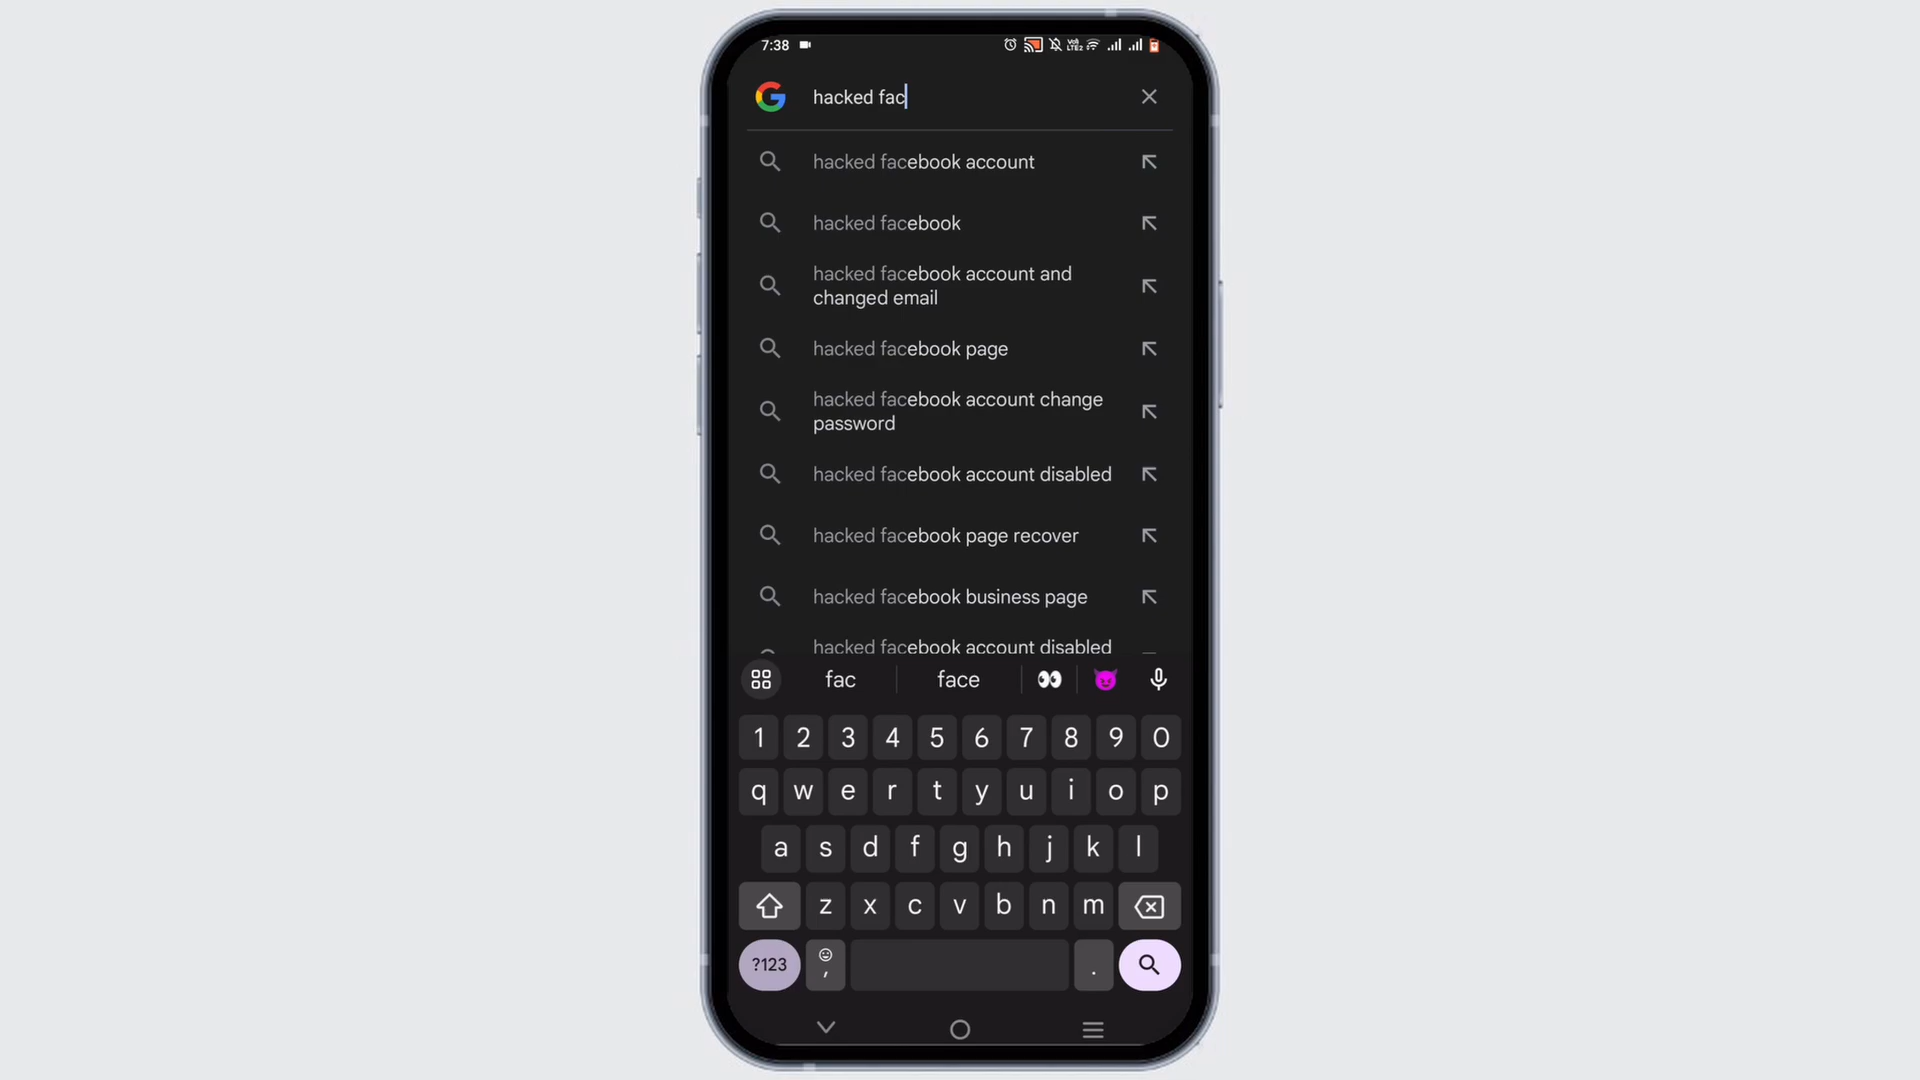 7:38
VoI LTE2
hacked fac
hacked facebook account
hacked facebook
hacked facebook account and
changed email
hacked facebook page
hacked facebook account change
password
hacked facebook account disabled
hacked facebook page recover
hacked facebook business page
hacked facebook account disabled
fac face
1 2 3 4 5 6 7 8 9 0
q w e r t y u i o p
a s d f g h j k l
z x c v b n m
?123 , .